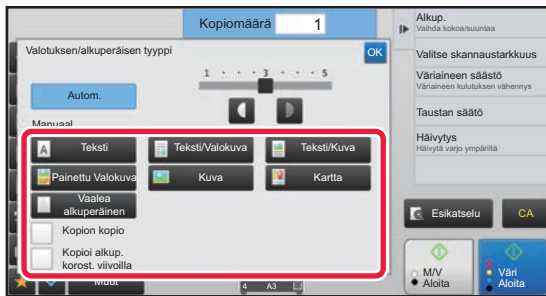 Kopiomäärä 1
Valotuksen/alkuperäisen tyyppi
OK
1 3 5
Autom.
Manuaal
Teksti
Teksti/Valokuva
Teksti/Kuva
Painettu Valokuva
Kuva
Kartta
Vaalea
alkuperäinen
Kopion kopio
Kopioi alkup.
korost. viivoilla
Muut
4 A3
Alkup.
Vaihda kokoa/suuntaa
Valitse skannaustarkkuus
Väriaineen säästö
Väriaineen kulutuksen vähennys
Taustan säätö
Häivytys
Häivytä varjo ympäriltä
Esikatselu
CA
M/V
Aloita
Väri
Aloita